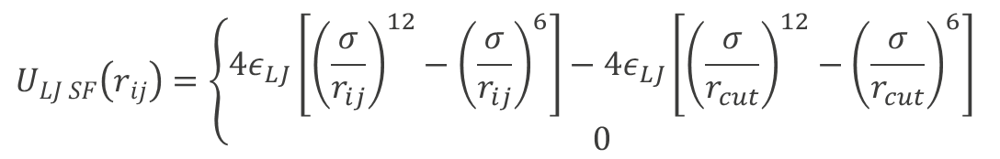 U_{LJ SF}(r_{ij}) = { 4ϵ_{LJ} [(σ/r_{ij})^{12} − (σ/r_{ij})^{6}] − 4ϵ_{LJ} [(σ/r_{cut})^{12} − (σ/r_{cut})^{6}]
0